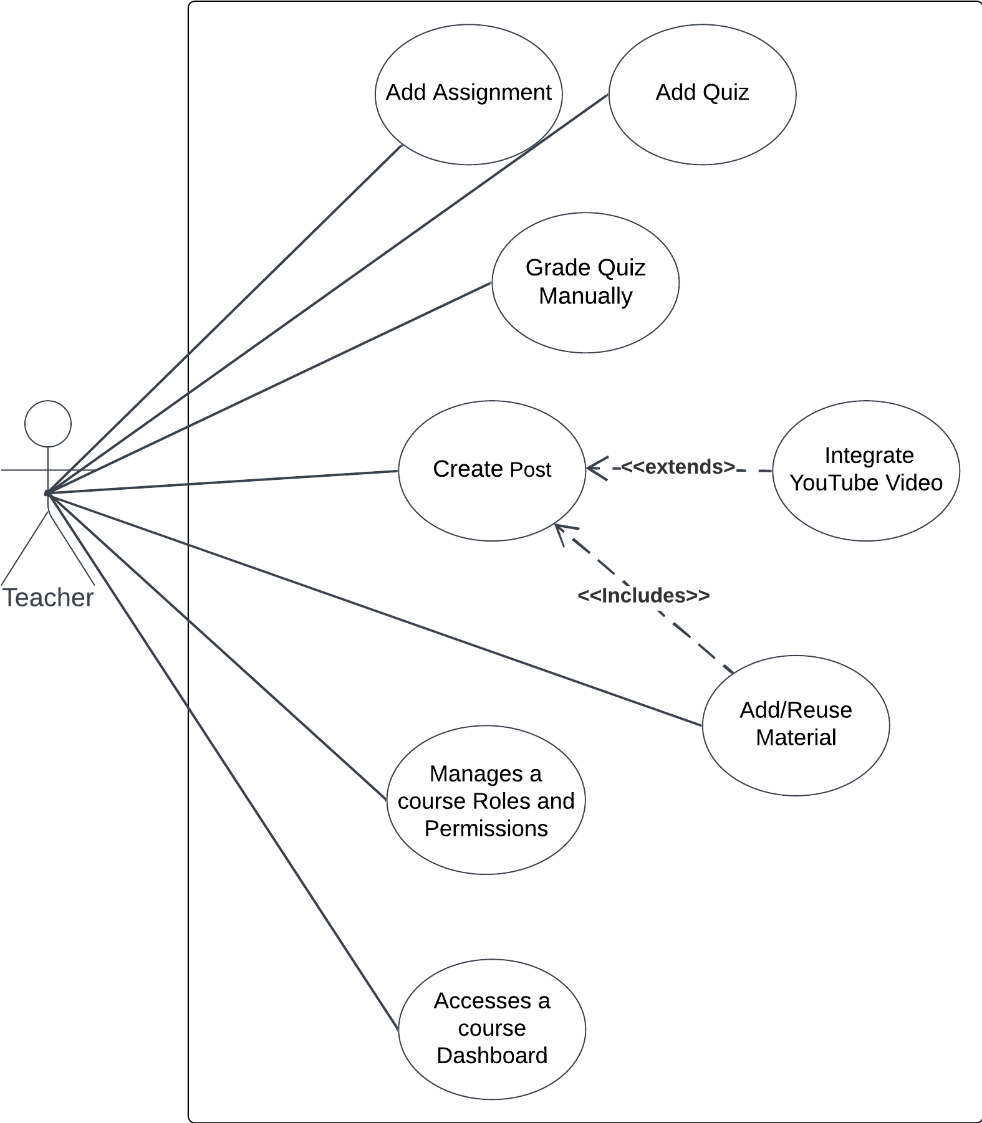 Add Assignment
Add Quiz
Grade Quiz
Manually
Create Post
<<extends>
Integrate
YouTube Video
Teacher
<<Includes>>
Add/Reuse
Material
Manages a
course Roles and
Permissions
Accesses a
course
Dashboard